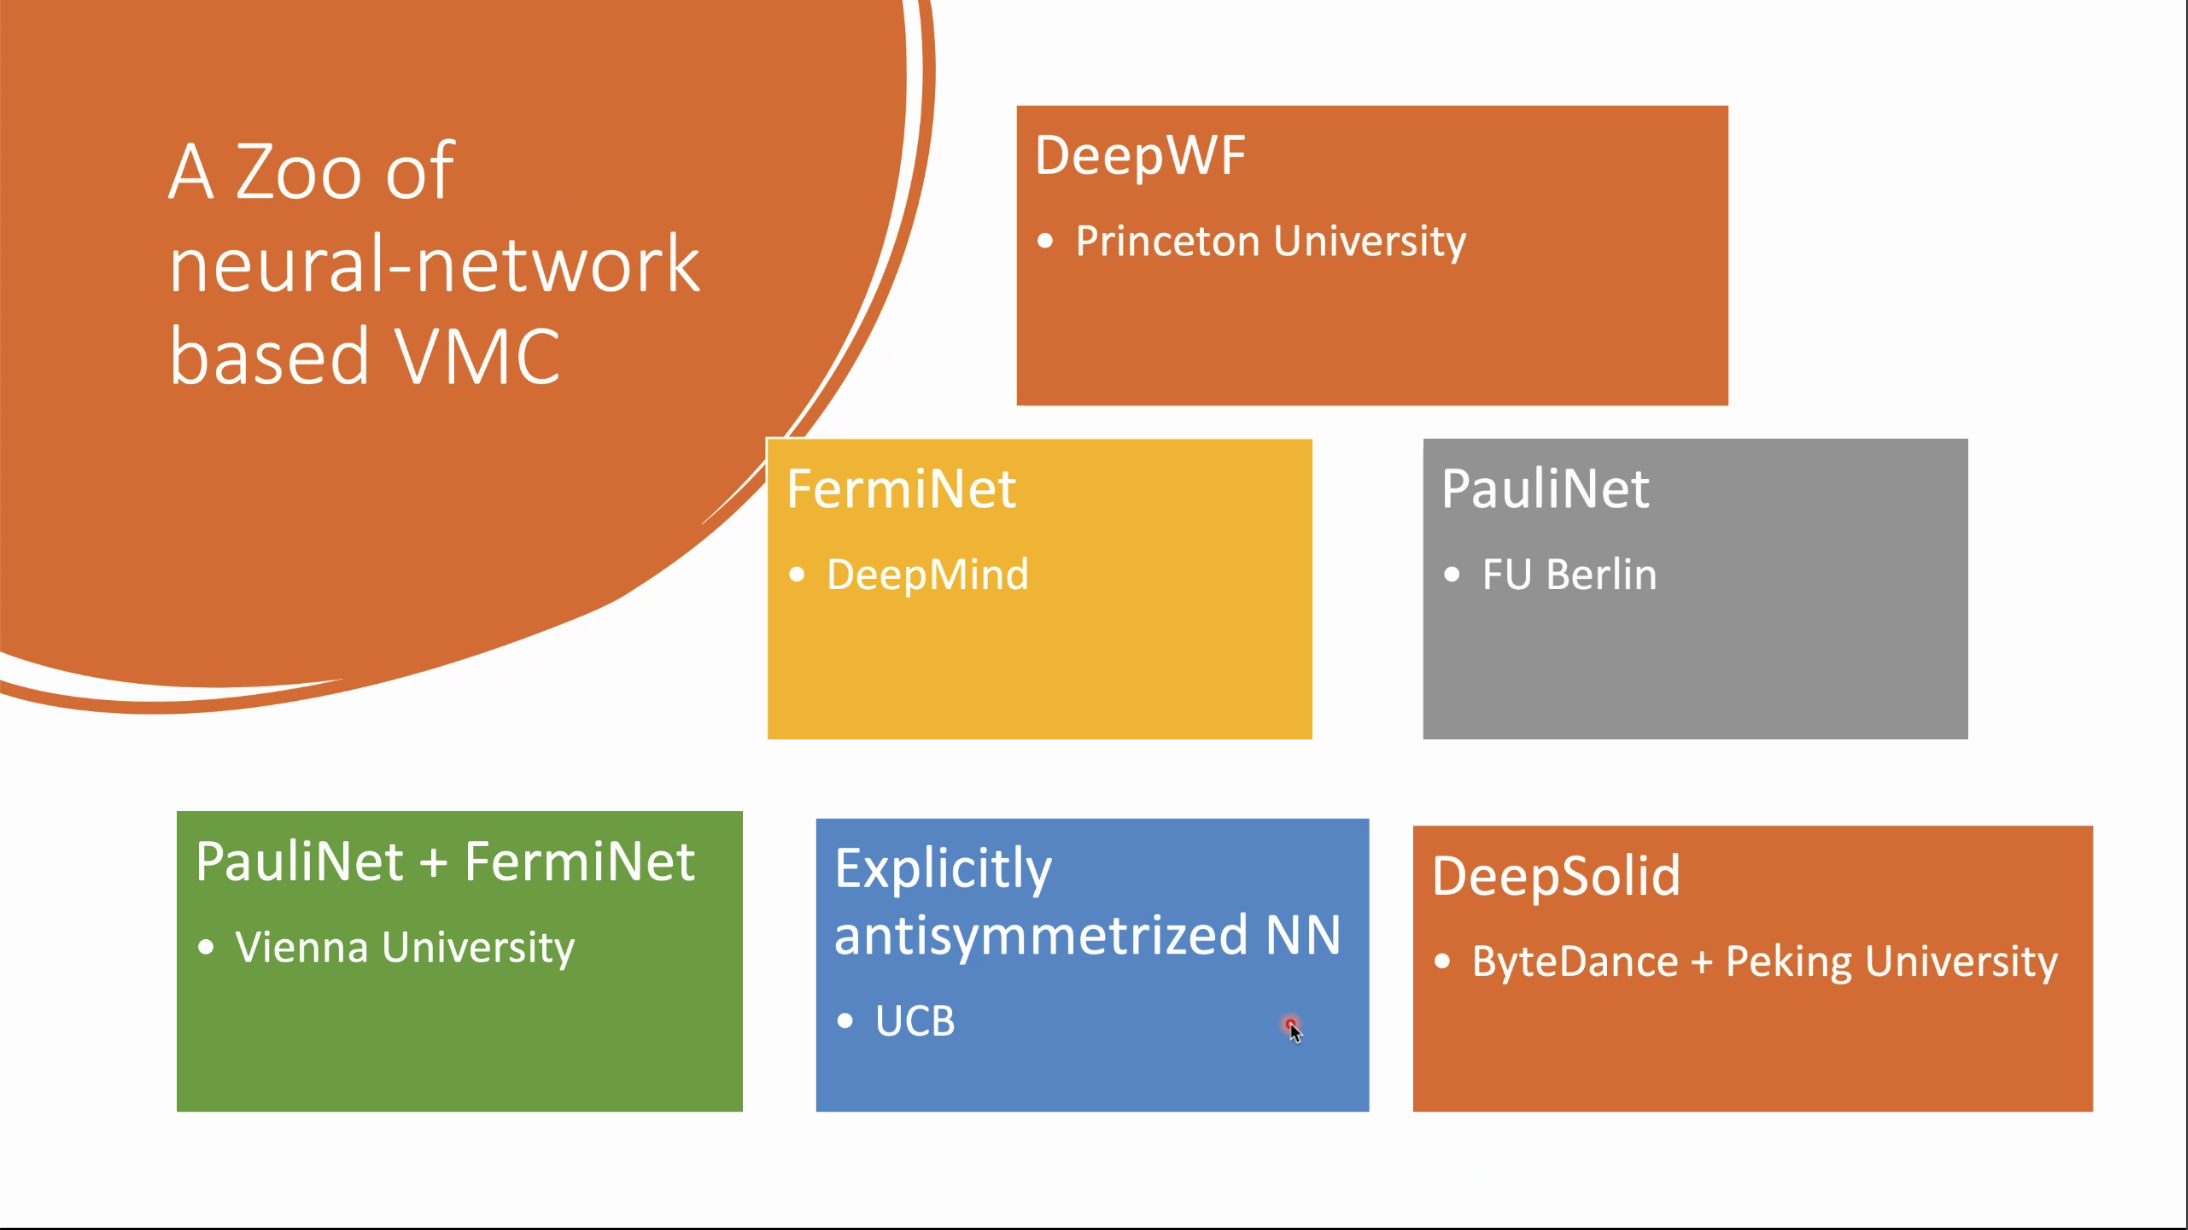 A Zoo of
neural-network
based VMC
DeepWF
• Princeton University
FermiNet
• DeepMind
PauliNet
• FU Berlin
PauliNet + FermiNet
• Vienna University
Explicitly
antisymmetrized NN
• UCB
DeepSolid
• ByteDance + Peking University